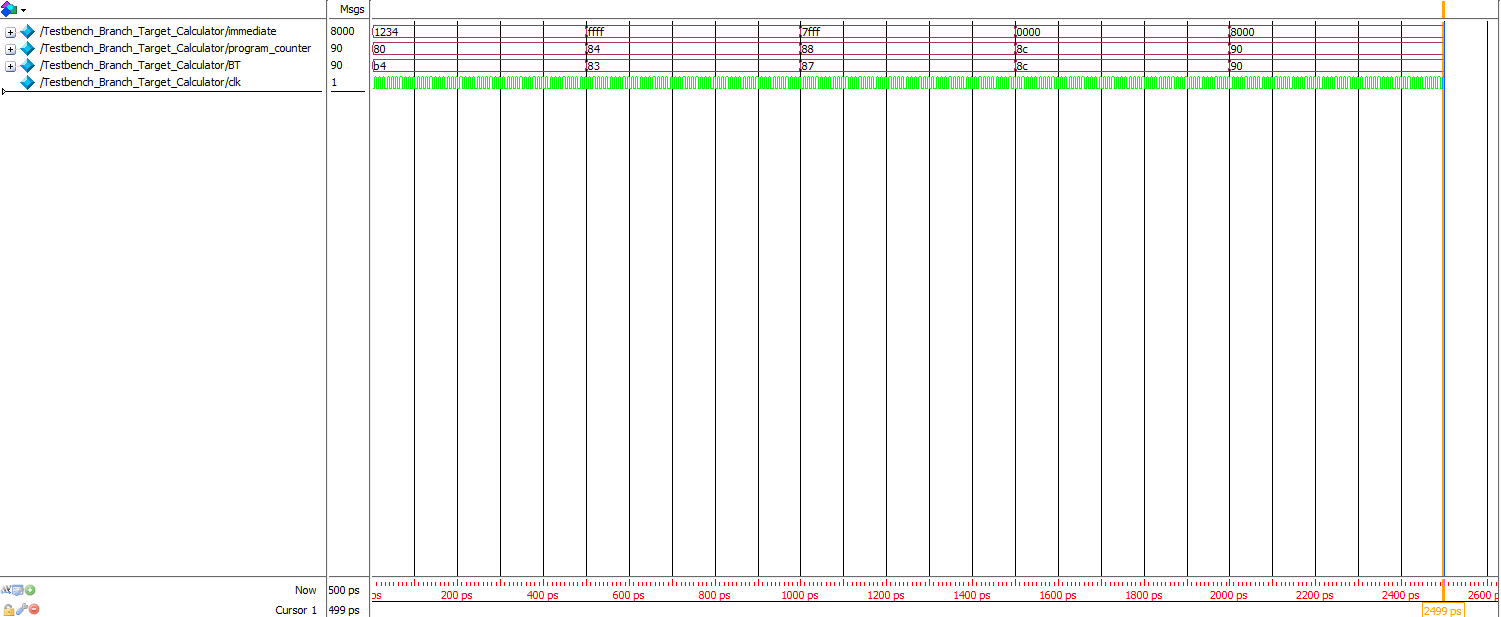 Msgs
/Testbench_Branch_Target_Calculator/immediate 8000 1234 ffff 7fff 0000 8000
/Testbench_Branch_Target_Calculator/program_counter 90 80 84 88 8c 90
/Testbench_Branch_Target_Calculator/BT 90 b4 83 87 8c 90
/Testbench_Branch_Target_Calculator/clk 1
Now 500 ps ps 200 ps 400 ps 600 ps 800 ps 1000 ps 1200 ps 1400 ps 1600 ps 1800 ps 2000 ps 2200 ps 2400 ps 2600 p
Cursor 1 499 ps 2499 ps